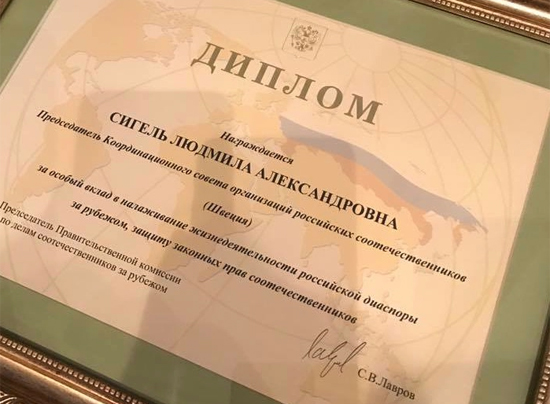 ДИПЛОМ
Награждается
СИГЕЛЬ ЛЮДМИЛА АЛЕКСАНДРОВНА
Председатель Координационного совета организаций российских соотечественников
(Швеция)
за особый вклад в налаживание жизнедеятельности российской диаспоры
за рубежом, защиту законных прав соотечественников
Председатель Правительственной комиссии
по делам соотечественников за рубежом
С.В.Лавров